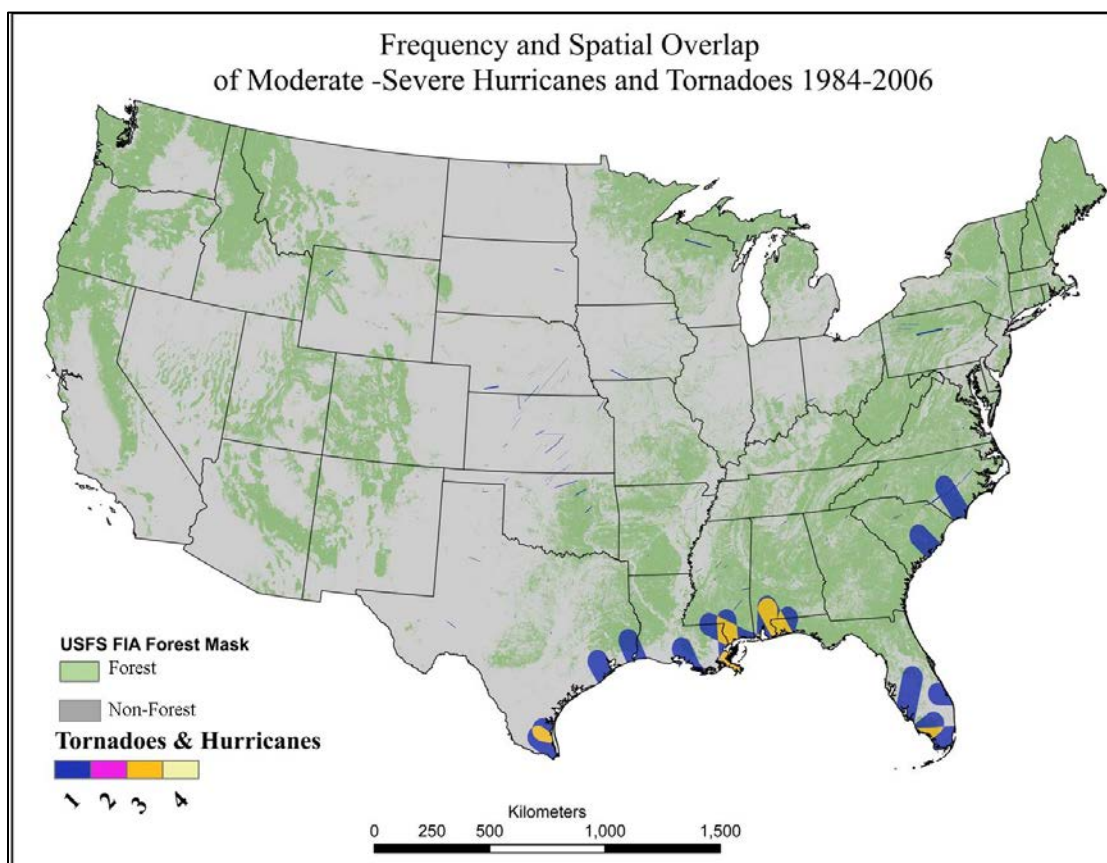 Frequency and Spatial Overlap
of Moderate -Severe Hurricanes and Tornadoes 1984-2006
USFS FIA Forest Mask
Forest
Non-Forest
Tornadoes & Hurricanes
1 2 3 4
Kilometers
0 250 500 1,000 1,500